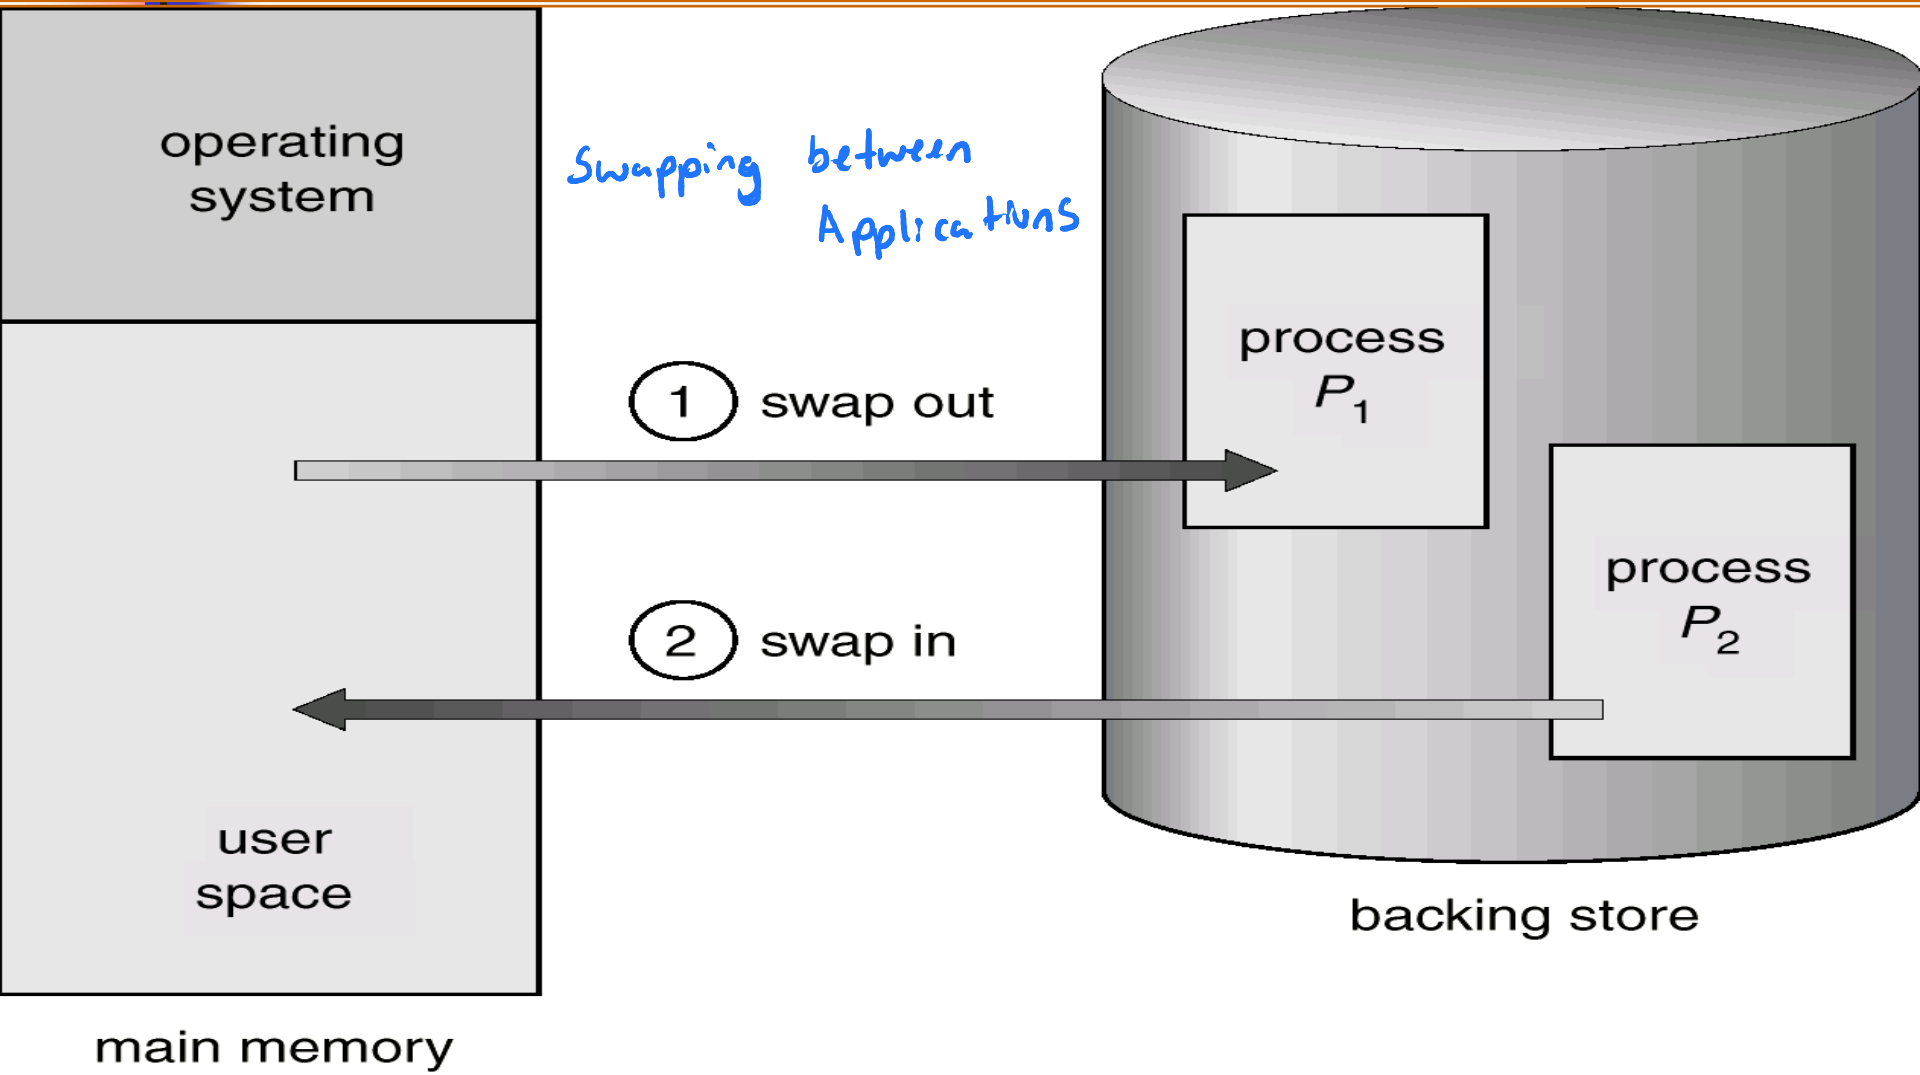 operating
system
Swapping between
Applications
1 swap out
process
P1
2 swap in
process
P2
user
space
backing store
main memory